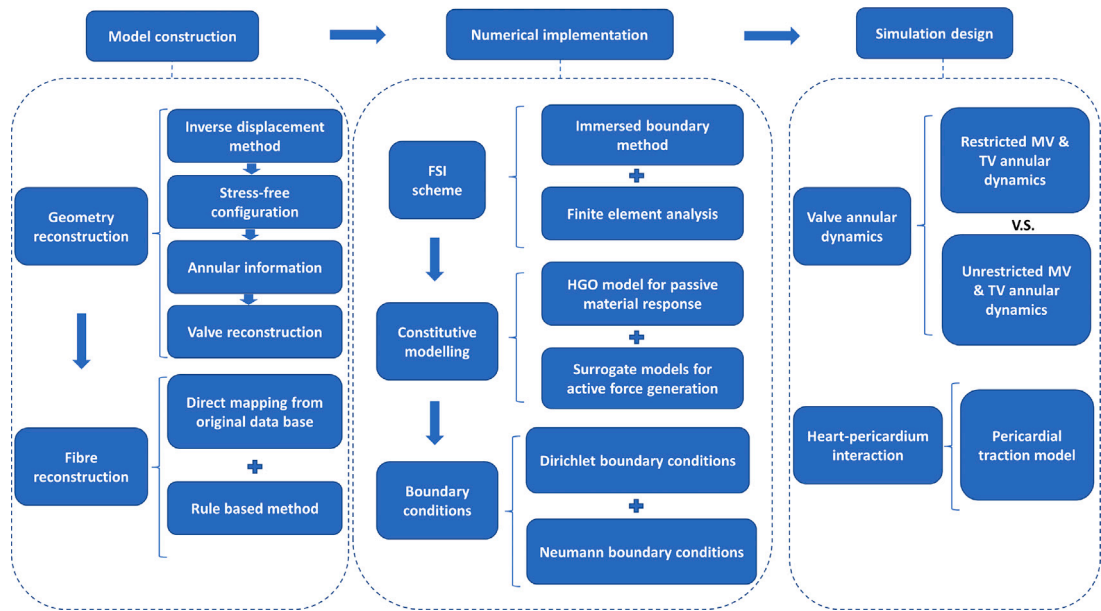 Model construction
Numerical implementation
Simulation design
Geometry
reconstruction
Inverse displacement
method
Stress-free
configuration
Annular information
Valve reconstruction
Fibre
reconstruction
Direct mapping from
original data base
Rule based method
FSI
scheme
Immersed boundary
method
Finite element analysis
Constitutive
modelling
HGO model for passive
material response
Surrogate models for
active force generation
Boundary
conditions
Dirichlet boundary conditions
Neumann boundary conditions
Valve annular
dynamics
Restricted MV &
TV annular
dynamics
V.S.
Unrestricted MV
& TV annular
dynamics
Heart-pericardium
interaction
Pericardial
traction model